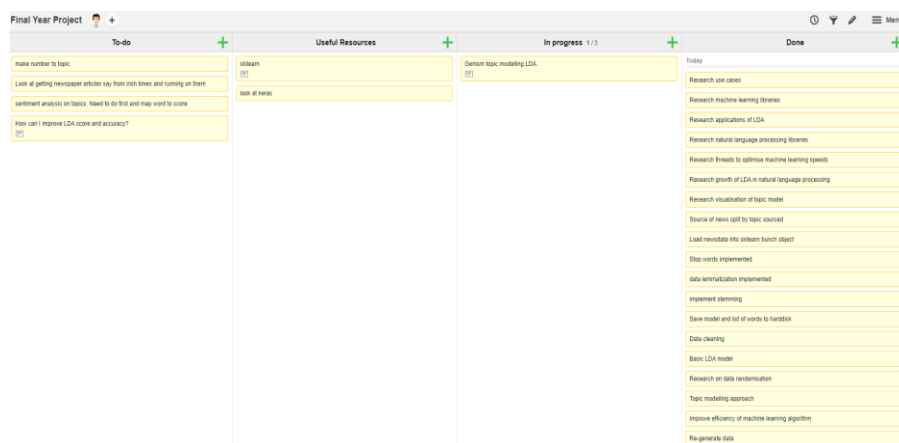 Final Year Project +
Men
To-do
make number to topic
Look at getting newspaper articles say from irish times and running on them
sentiment analysis on topics. Need to do first and map word to score
How can I improve LDA score and accuracy?
Useful Resources
sklearn
look at keras
In progress 1 / 3
Genism topic modelling LDA.
Done
Today
Research use cases
Research machine learning libraries
Research applications of LDA
Research natural language processing libraries
Research threads to optimise machine learning speeds
Research growth of LDA in natural language processing
Research visualisation of topic model
Source of news split by topic sourced
Load newsdata into sklearn bunch object
Stop words implemented
data lemmatization implemented
implement stemming
Save model and list of words to harddisk
Data cleaning
Basic LDA model
Research on data randomisation
Topic modelling approach
Improve efficiency of machine learning algorithm
Re-generate data